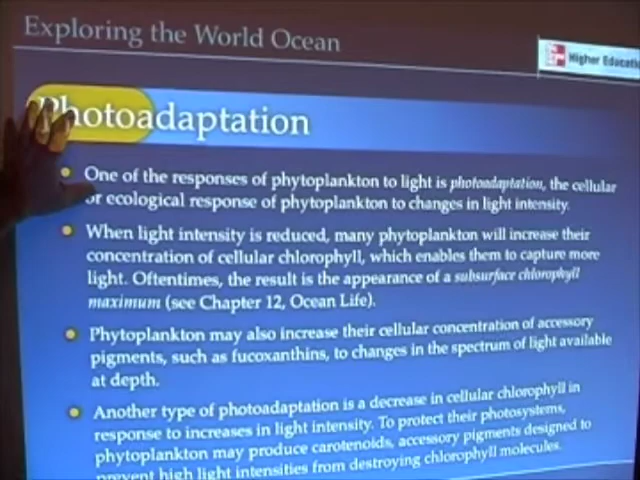 Exploring the World Ocean
Higher Educatio
Photoadaptation
One of the responses of phytoplankton to light is photoadaptation, the cellular
or ecological response of phytoplankton to changes in light intensity.
When light intensity is reduced, many phytoplankton will increase their
concentration of cellular chlorophyll, which enables them to capture more
light. Oftentimes, the result is the appearance of a subsurface chlorophyll
maximum (see Chapter 12, Ocean Life).
Phytoplankton may also increase their cellular concentration of accessory
pigments, such as fucoxanthins, to changes in the spectrum of light available
at depth.
Another type of photoadaptation is a decrease in cellular chlorophyll in
response to increases in light intensity. To protect their photosystems,
phytoplankton may produce carotenoids, accessory pigments designed to
prevent high light intensities from destroying chlorophyll molecules.